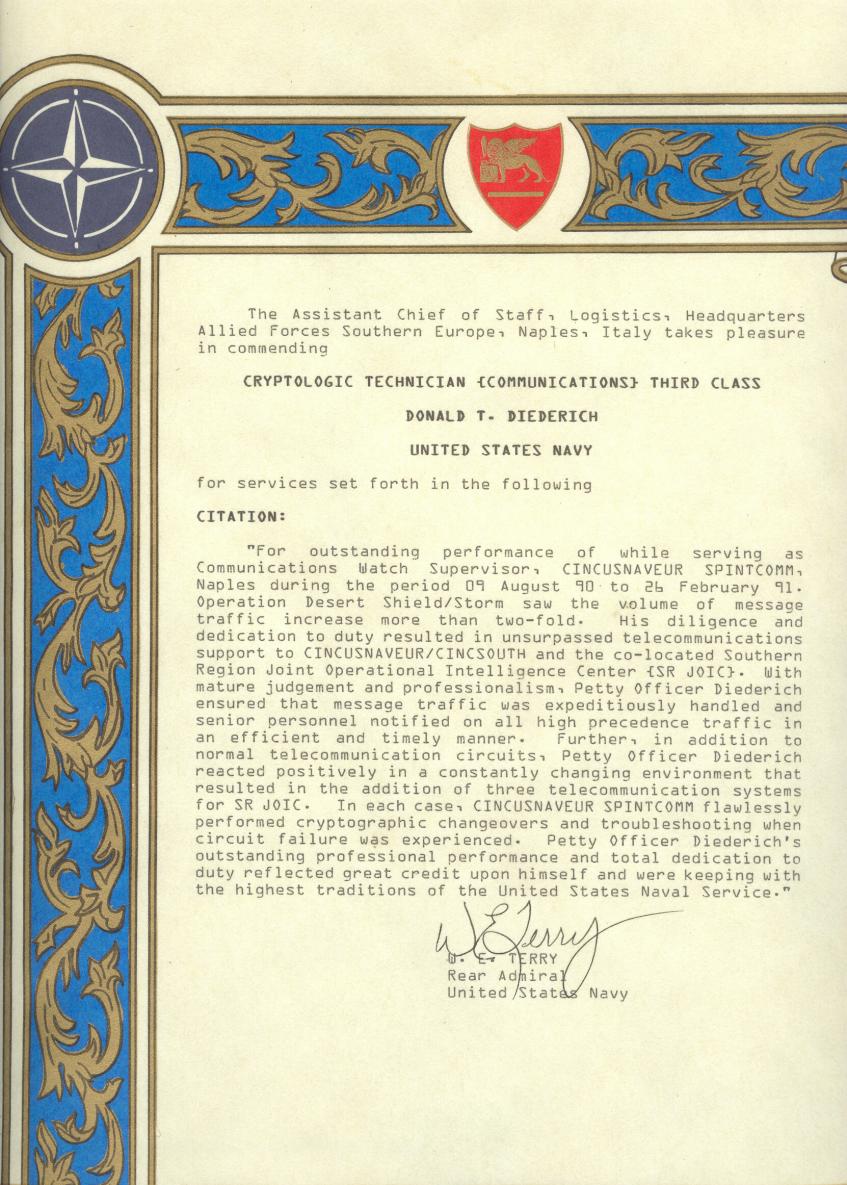 The Assistant Chief of Staff, Logistics, Headquarters
Allied Forces Southern Europe, Naples, Italy takes pleasure
in commending
CRYPTOLOGIC TECHNICIAN {COMMUNICATIONS} THIRD CLASS
DONALD T. DIEDERICH
UNITED STATES NAVY
for services set forth in the following
CITATION:
"For outstanding performance of while serving as
Communications Watch Supervisor, CINCUSNAVEUR SPINTCOMM,
Naples during the period 09 August 90 to 26 February 91.
Operation Desert Shield/Storm saw the volume of message
traffic increase more than two-fold. His diligence and
dedication to duty resulted in unsurpassed telecommunications
support to CINCUSNAVEUR/CINCSOUTH and the co-located Southern
Region Joint Operational Intelligence Center {SR JOIC}. With
mature judgement and professionalism, Petty Officer Diederich
ensured that message traffic was expeditiously handled and
senior personnel notified on all high precedence traffic in
an efficient and timely manner. Further, in addition to
normal telecommunication circuits, Petty Officer Diederich
reacted positively in a constantly changing environment that
resulted in the addition of three telecommunication systems
for SR JOIC. In each case, CINCUSNAVEUR SPINTCOMM flawlessly
performed cryptographic changeovers and troubleshooting when
circuit failure was experienced. Petty Officer Diederich's
outstanding professional performance and total dedication to
duty reflected great credit upon himself and were keeping with
the highest traditions of the United States Naval Service."
W E Terry
W. E. TERRY
Rear Admiral
United States Navy